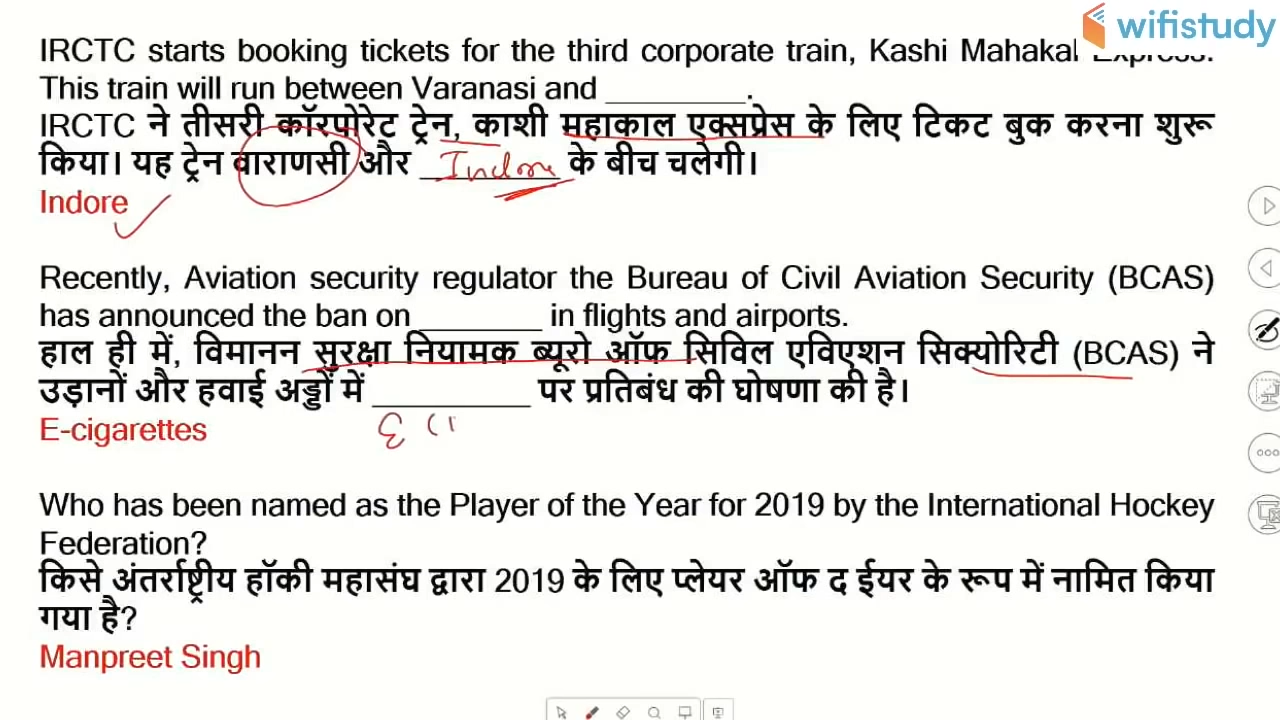 wifistudy
IRCTC starts booking tickets for the third corporate train, Kashi Mahakal Express.
This train will run between Varanasi and ________.
IRCTC ने तीसरी कॉरपोरेट ट्रेन, काशी महाकाल एक्सप्रेस के लिए टिकट बुक करना शुरू
किया। यह ट्रेन वाराणसी और Indore के बीच चलेगी।
Indore
Recently, Aviation security regulator the Bureau of Civil Aviation Security (BCAS)
has announced the ban on _______ in flights and airports.
हाल ही में, विमानन सुरक्षा नियामक ब्यूरो ऑफ सिविल एविएशन सिक्योरिटी (BCAS) ने
उड़ानों और हवाई अड्डों में _________ पर प्रतिबंध की घोषणा की है।
E-cigarettes
Who has been named as the Player of the Year for 2019 by the International Hockey
Federation?
किसे अंतर्राष्ट्रीय हॉकी महासंघ द्वारा 2019 के लिए प्लेयर ऑफ द ईयर के रूप में नामित किया
गया है?
Manpreet Singh